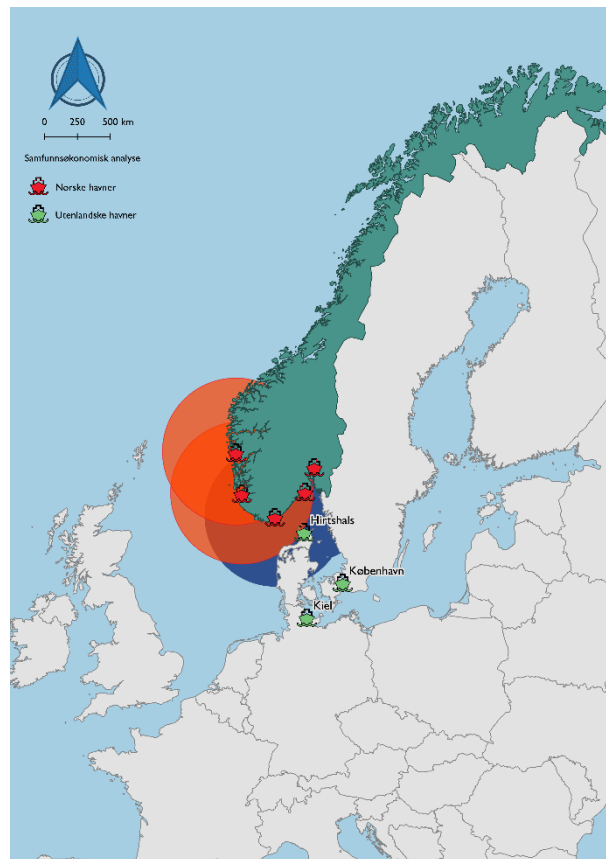 0 250 500 km
Samfunnsøkonomisk analyse
Norske havner
Utenlandske havner
Hirtshals
København
Kiel